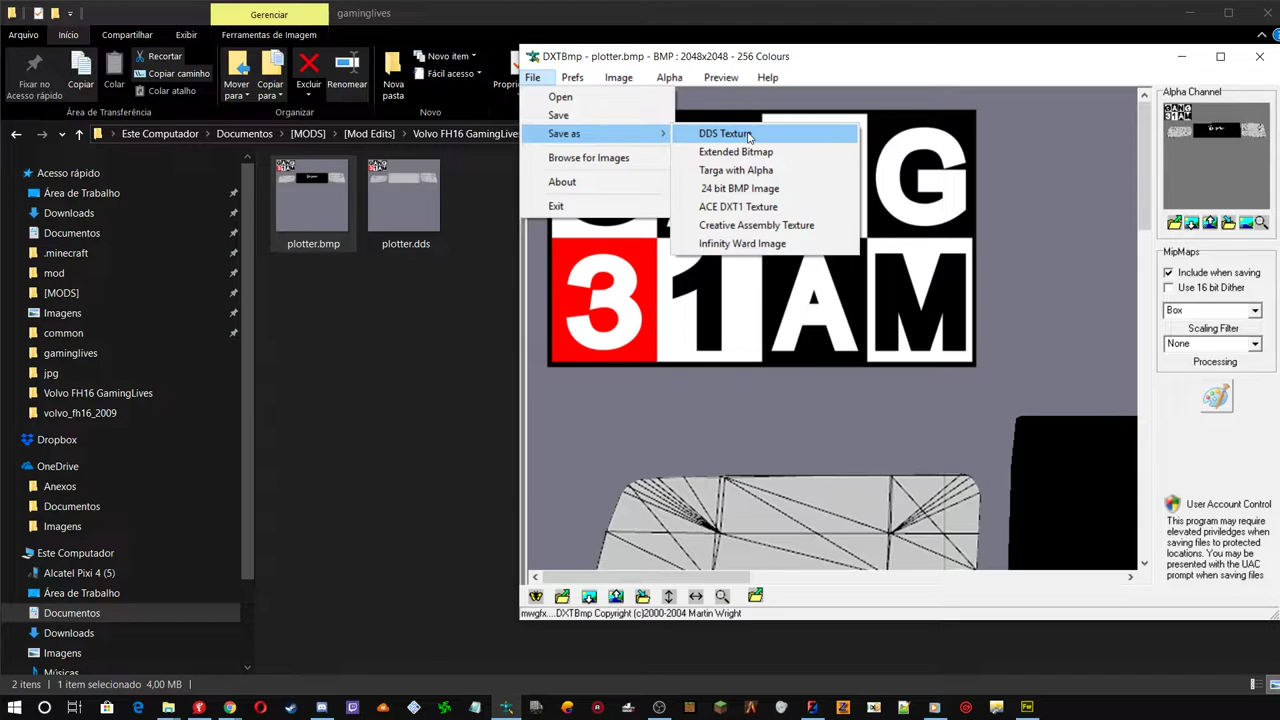 Gerenciar
gaminglives
Arquivo
Início
Compartilhar
Exibir
Ferramentas de Imagem
Fixar no
Acesso rápido
Copiar
Colar
Recortar
Copiar caminho
Colar atalho
Área de Transferência
Mover
para
Copiar
para
Excluir
Renomear
Organizar
Nova
pasta
Novo item
Fácil acesso
Novo
Este Computador
Documentos
[MODS]
[Mod Edits]
Volvo FH16 GamingLives
Acesso rápido
Área de Trabalho
Downloads
Documentos
.minecraft
mod
[MODS]
Imagens
common
gaminglives
jpg
Volvo FH16 GamingLives
volvo_fh16_2009
Dropbox
OneDrive
Anexos
Documentos
Imagens
Este Computador
Alcatel Pixi 4 (5)
Área de Trabalho
Documentos
Downloads
Imagens
Músicas
plotter.bmp
plotter.dds
2 itens
1 item selecionado 4,00 MB
DXTBmp - plotter.bmp - BMP : 2048x2048 - 256 Colours
File
Prefs
Image
Alpha
Preview
Help
Open
Save
Save as
Browse for Images
About
Exit
DDS Texture
Extended Bitmap
Targa with Alpha
24 bit BMP Image
ACE DXT1 Texture
Creative Assembly Texture
Infinity Ward Image
G
31AM
Alpha Channel
GANG
31AM
MipMaps
Include when saving
Use 16 bit Dither
Box
Scaling Filter
None
Processing
User Account Control
This program may require
elevated priviledges when
saving files to protected
locations. You may be
presented with the UAC
prompt when saving files
mwgfx....DXTBmp Copyright (c)2000-2004 Martin Wright